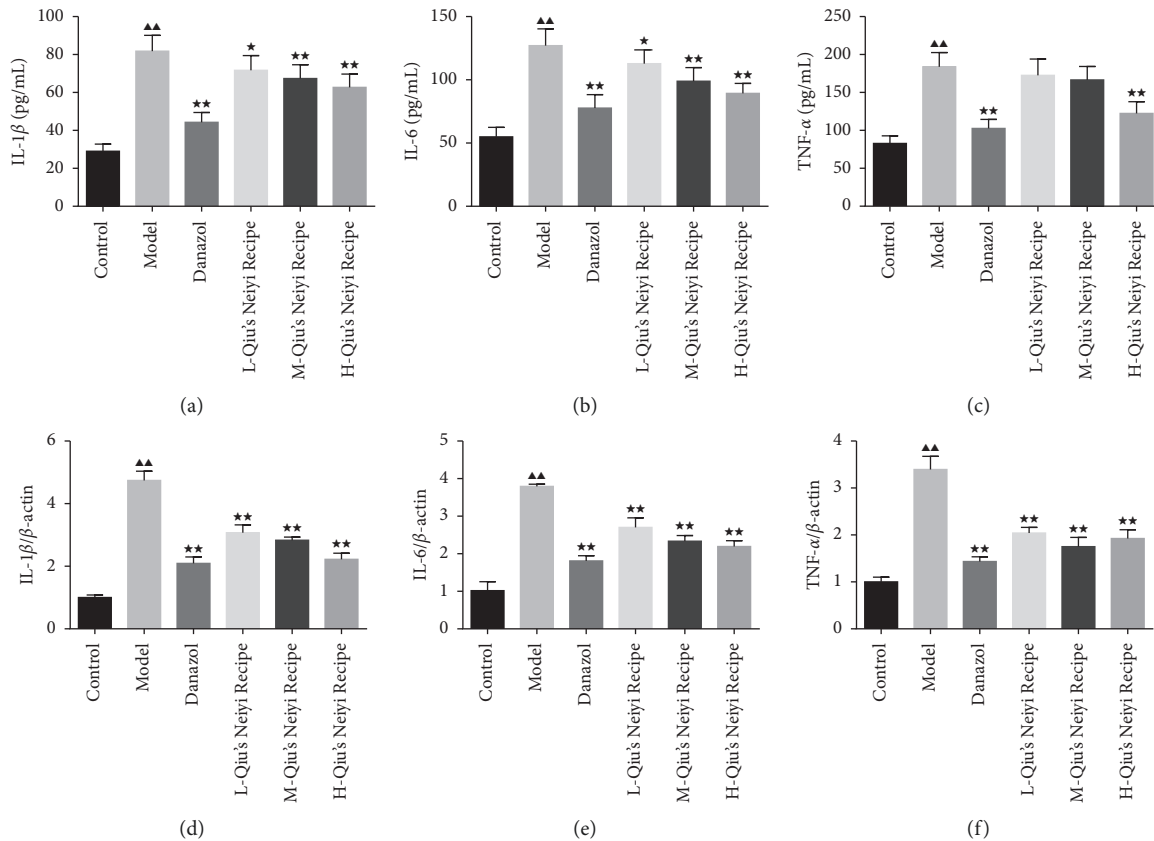 100
80
60
40
20
0
IL-1β (pg/mL)
▲▲
★★
★
★★
★★
Control
Model
Danazol
L-Qiu's Neiyi Recipe
M-Qiu's Neiyi Recipe
H-Qiu's Neiyi Recipe
(a)
150
100
50
0
IL-6 (pg/mL)
▲▲
★★
★
★★
★★
Control
Model
Danazol
L-Qiu's Neiyi Recipe
M-Qiu's Neiyi Recipe
H-Qiu's Neiyi Recipe
(b)
250
200
150
100
50
0
TNF-α (pg/mL)
▲▲
★★
★★
Control
Model
Danazol
L-Qiu's Neiyi Recipe
M-Qiu's Neiyi Recipe
H-Qiu's Neiyi Recipe
(c)
6
4
2
0
IL-1β/β-actin
▲▲
★★
★★
★★
★★
Control
Model
Danazol
L-Qiu's Neiyi Recipe
M-Qiu's Neiyi Recipe
H-Qiu's Neiyi Recipe
(d)
5
4
3
2
1
0
IL-6/β-actin
▲▲
★★
★★
★★
★★
Control
Model
Danazol
L-Qiu's Neiyi Recipe
M-Qiu's Neiyi Recipe
H-Qiu's Neiyi Recipe
(e)
4
3
2
1
0
TNF-α/β-actin
▲▲
★★
★★
★★
★★
Control
Model
Danazol
L-Qiu's Neiyi Recipe
M-Qiu's Neiyi Recipe
H-Qiu's Neiyi Recipe
(f)